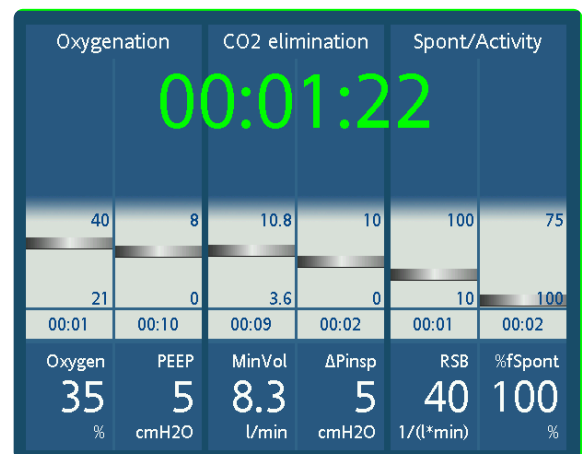 Oxygenation CO2 elimination Spont/Activity
00:01:22
40 8 10.8 10 100 75
21 0 3.6 0 10 100
00:01 00:10 00:09 00:02 00:01 00:02
Oxygen PEEP MinVol ΔPinsp RSB %fSpont
35 5 8.3 5 40 100
% cmH2O l/min cmH2O 1/(l*min) %